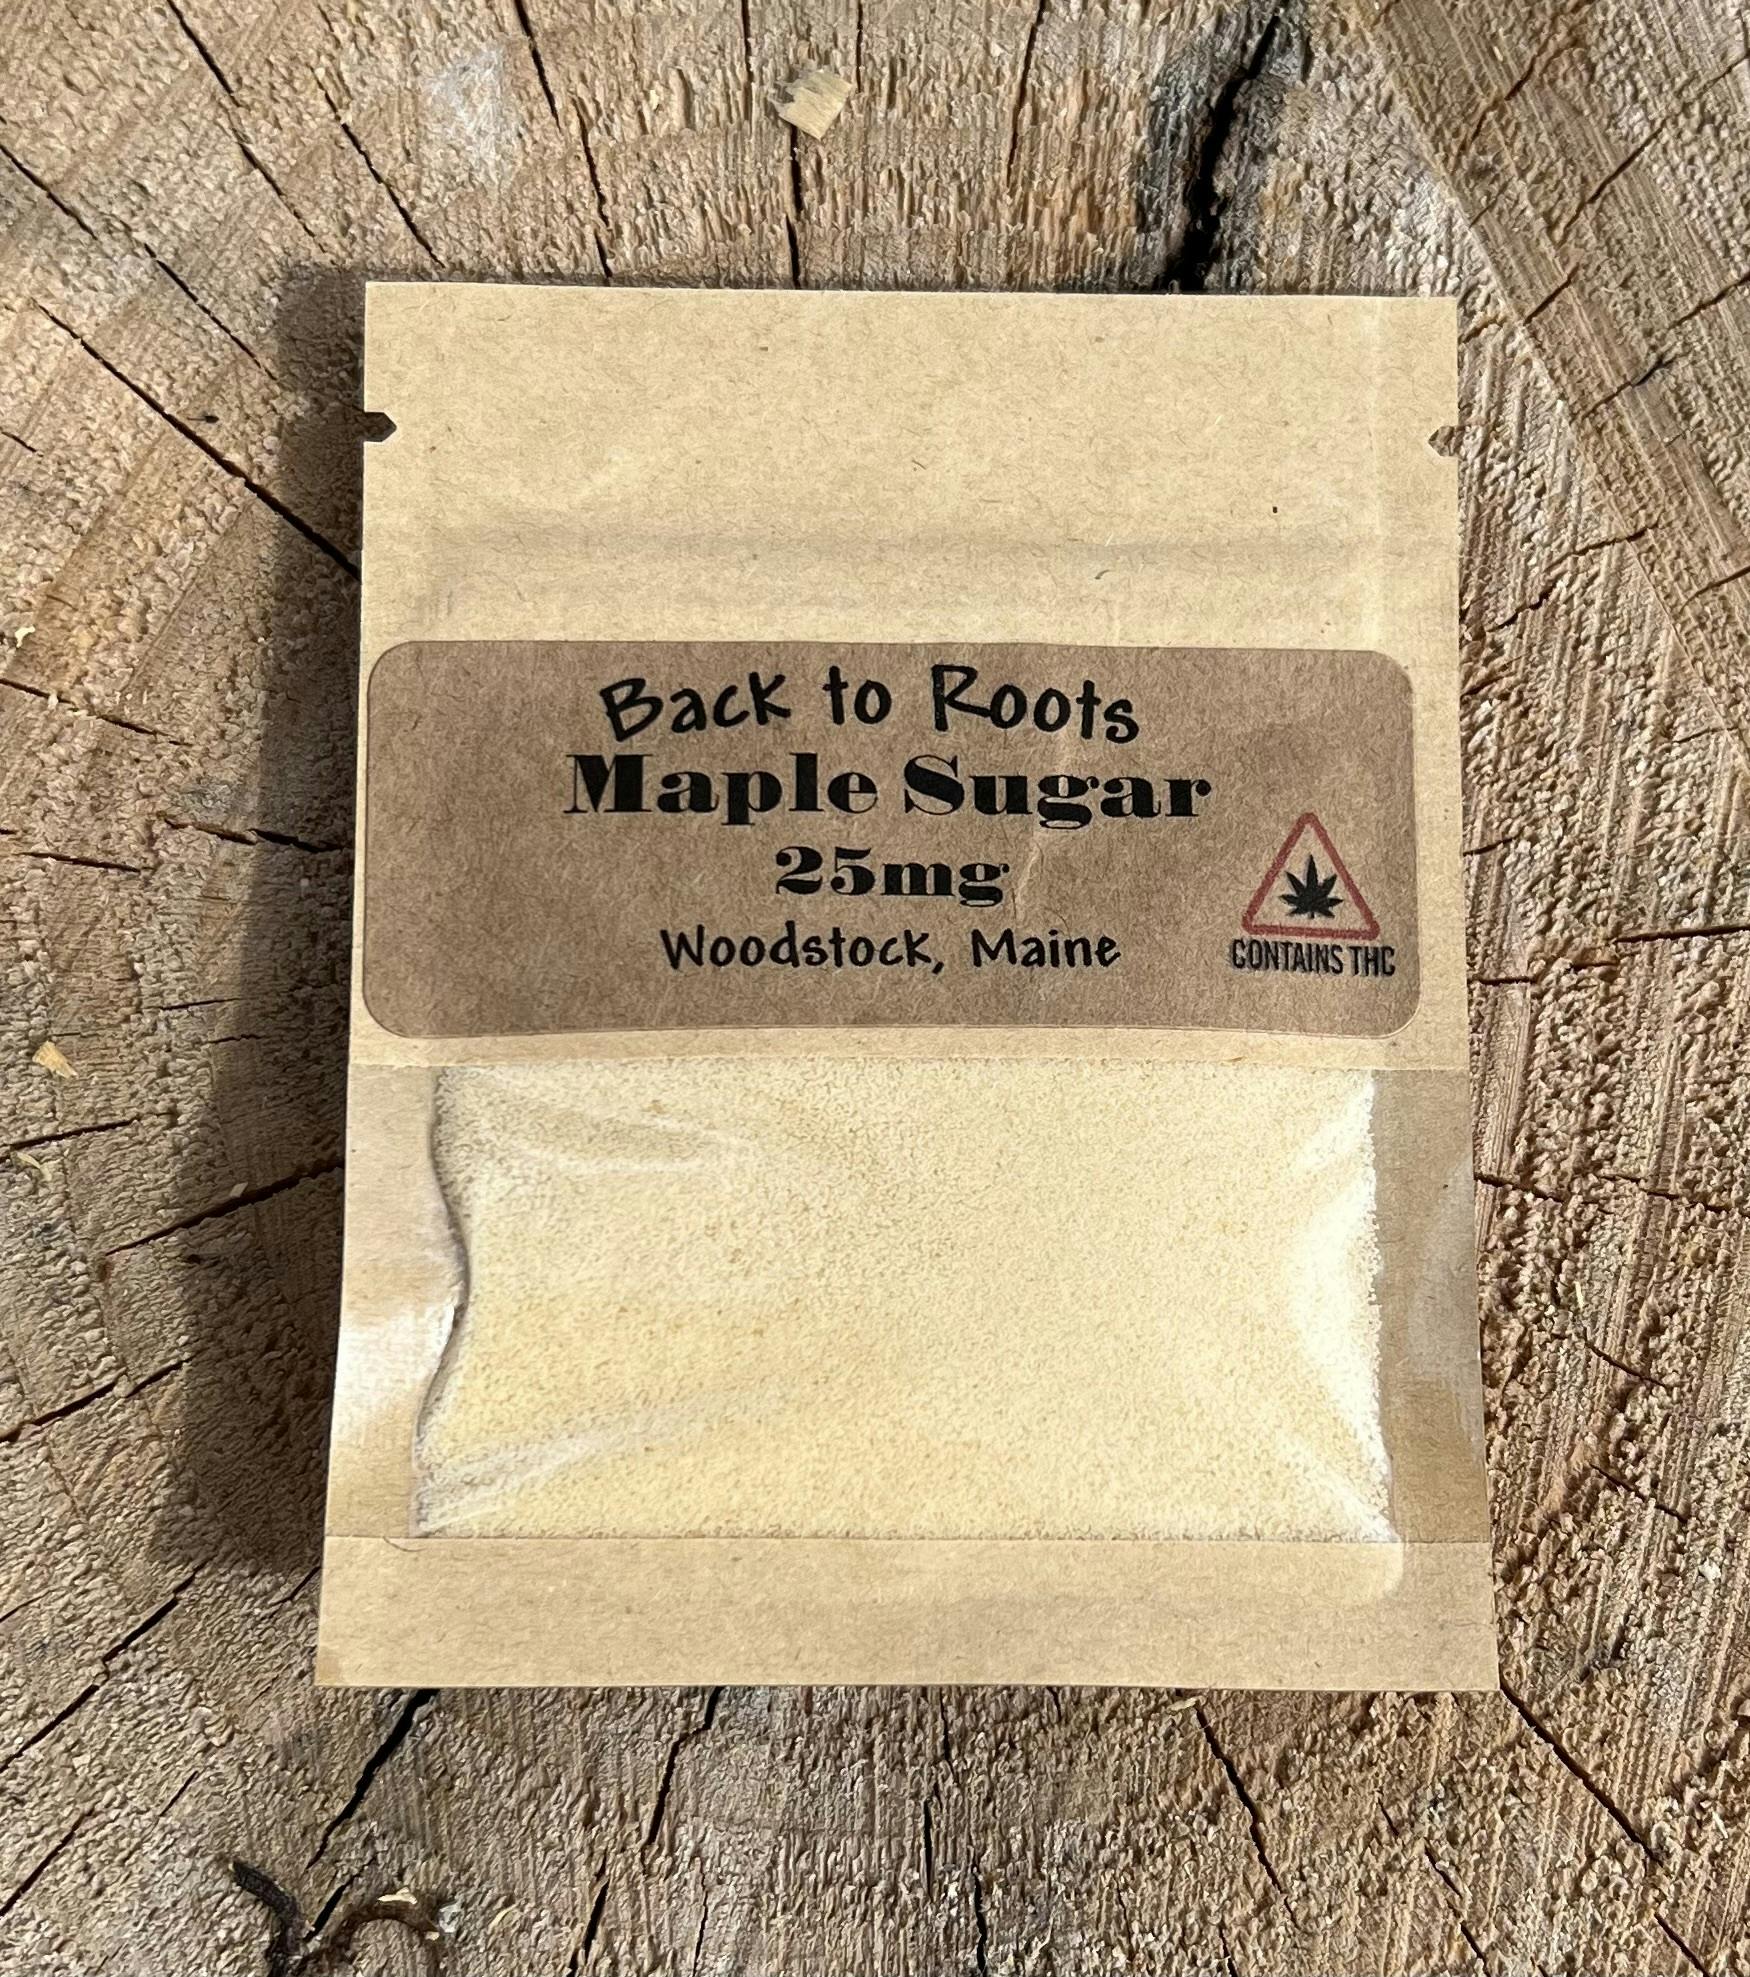 Back to Roots
Maple Sugar
25mg
Woodstock, Maine
CONTAINS THC